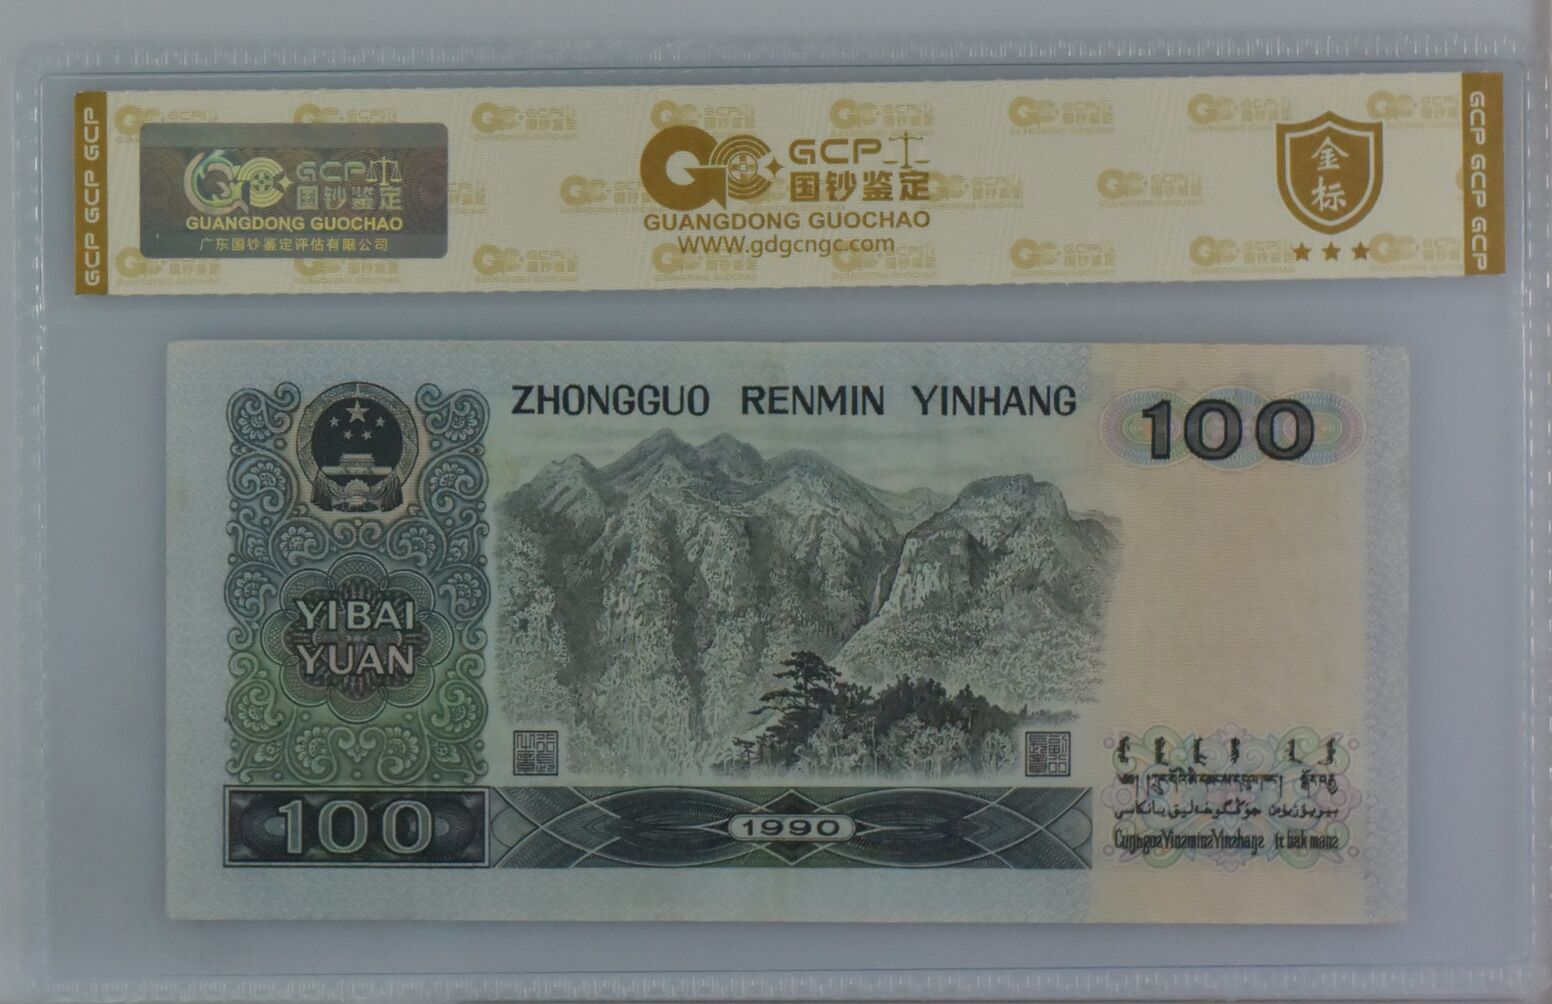 GCP GCP GCP
GCP
国钞鉴定
GUANGDONG GUOCHAO
广东国钞鉴定评估有限公司
GCP
国钞鉴定
GUANGDONG GUOCHAO
WWW.gdgcngc.com
金标
GCP GCP GCP
ZHONGGUO RENMIN YINHANG
100
YIBAI
YUAN
100
1990